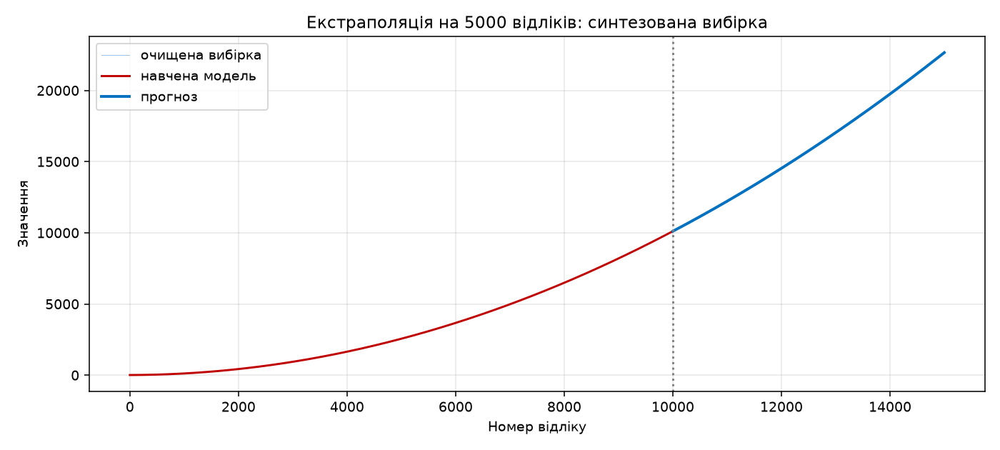 Екстраполяція на 5000 відліків: синтезована вибірка
очищена вибірка
навчена модель
прогноз
Значення
20000
15000
10000
5000
0
0 2000 4000 6000 8000 10000 12000 14000
Номер відліку